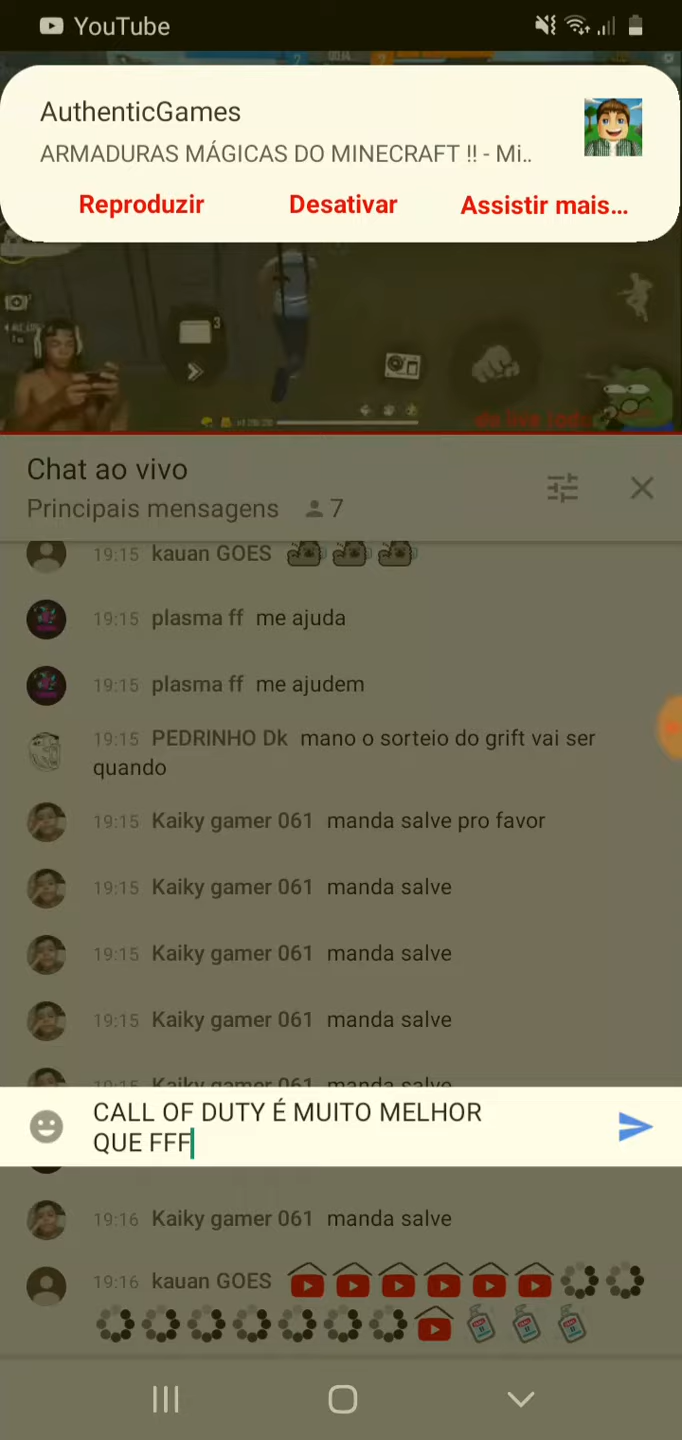 YouTube
AuthenticGames
ARMADURAS MÁGICAS DO MINECRAFT !! - Mi..
Reproduzir Desativar Assistir mais...
Chat ao vivo
Principais mensagens 7
19:15 kauan GOES
19:15 plasma ff me ajuda
19:15 plasma ff me ajudem
19:15 PEDRINHO Dk mano o sorteio do grift vai ser
quando
19:15 Kaiky gamer 061 manda salve pro favor
19:15 Kaiky gamer 061 manda salve
19:15 Kaiky gamer 061 manda salve
19:15 Kaiky gamer 061 manda salve
19:15 Kaiky gamer 061 manda salve
CALL OF DUTY É MUITO MELHOR
QUE FFF
19:16 Kaiky gamer 061 manda salve
19:16 kauan GOES